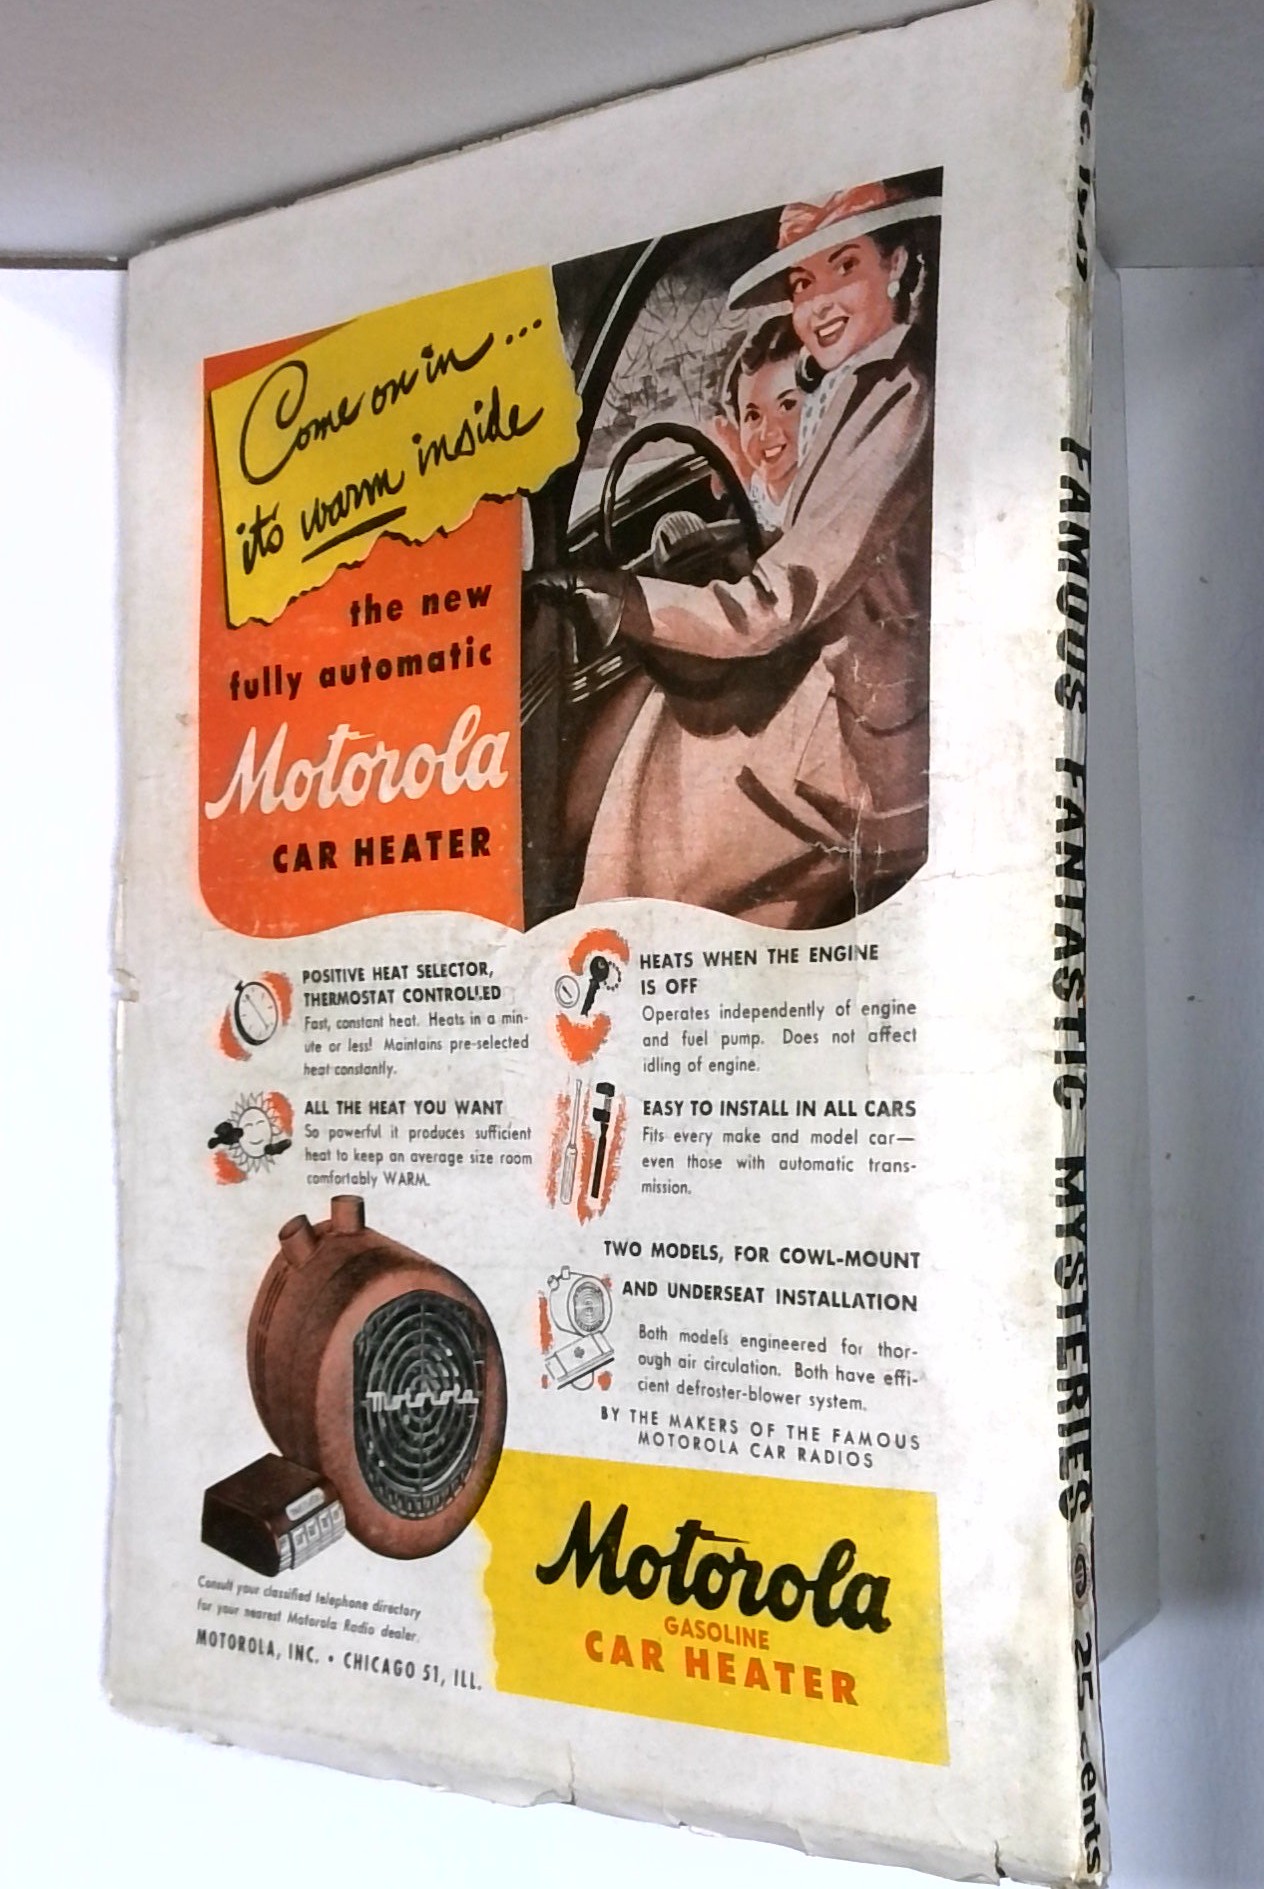 Come on in...
it's warm inside
the new
fully automatic
Motorola
CAR HEATER
POSITIVE HEAT SELECTOR,
THERMOSTAT CONTROLLED
Fast, constant heat. Heats in a min-
ute or less! Maintains pre-selected
heat constantly.
ALL THE HEAT YOU WANT
So powerful it produces sufficient
heat to keep an average size room
comfortably WARM.
HEATS WHEN THE ENGINE
IS OFF
Operates independently of engine
and fuel pump. Does not affect
idling of engine.
EASY TO INSTALL IN ALL CARS
Fits every make and model car—
even those with automatic trans-
mission.
TWO MODELS, FOR COWL-MOUNT
AND UNDERSEAT INSTALLATION
Both models engineered for thor-
ough air circulation. Both have effi-
cient defroster-blower system.
BY THE MAKERS OF THE FAMOUS
MOTOROLA CAR RADIOS
Motorola
Consult your classified telephone directory
for your nearest Motorola Radio dealer.
MOTOROLA, INC. • CHICAGO 51, ILL.
Motorola
GASOLINE
CAR HEATER
1947 FAMOUS FANTASTIC MYSTERIES 25 cents